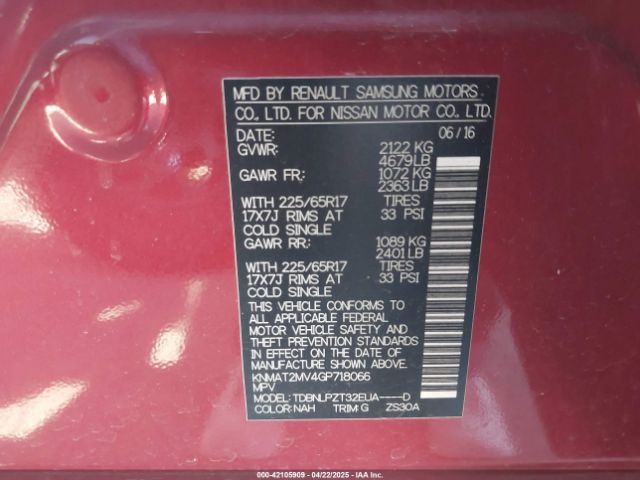 MFD BY RENAULT SAMSUNG MOTORS
CO., LTD. FOR NISSAN MOTOR CO., LTD.
DATE: 06/16
GVWR: 2122 KG
4679 LB
GAWR FR: 1072 KG
2363 LB
WITH 225/65R17 TIRES
17X7J RIMS AT 33 PSI
COLD SINGLE
GAWR RR: 1089 KG
2401 LB
WITH 225/65R17 TIRES
17X7J RIMS AT 33 PSI
COLD SINGLE
THIS VEHICLE CONFORMS TO
ALL APPLICABLE FEDERAL
MOTOR VEHICLE SAFETY AND
THEFT PREVENTION STANDARDS
IN EFFECT ON THE DATE OF
MANUFACTURE SHOWN ABOVE.
KNMAT2MV4GP718066
MPV
MODEL: TDBNLPZT32EUA----D
COLOR: NAH TRIM: G ZS30A
000-42105909 - 04/22/2025 - IAAI.COM